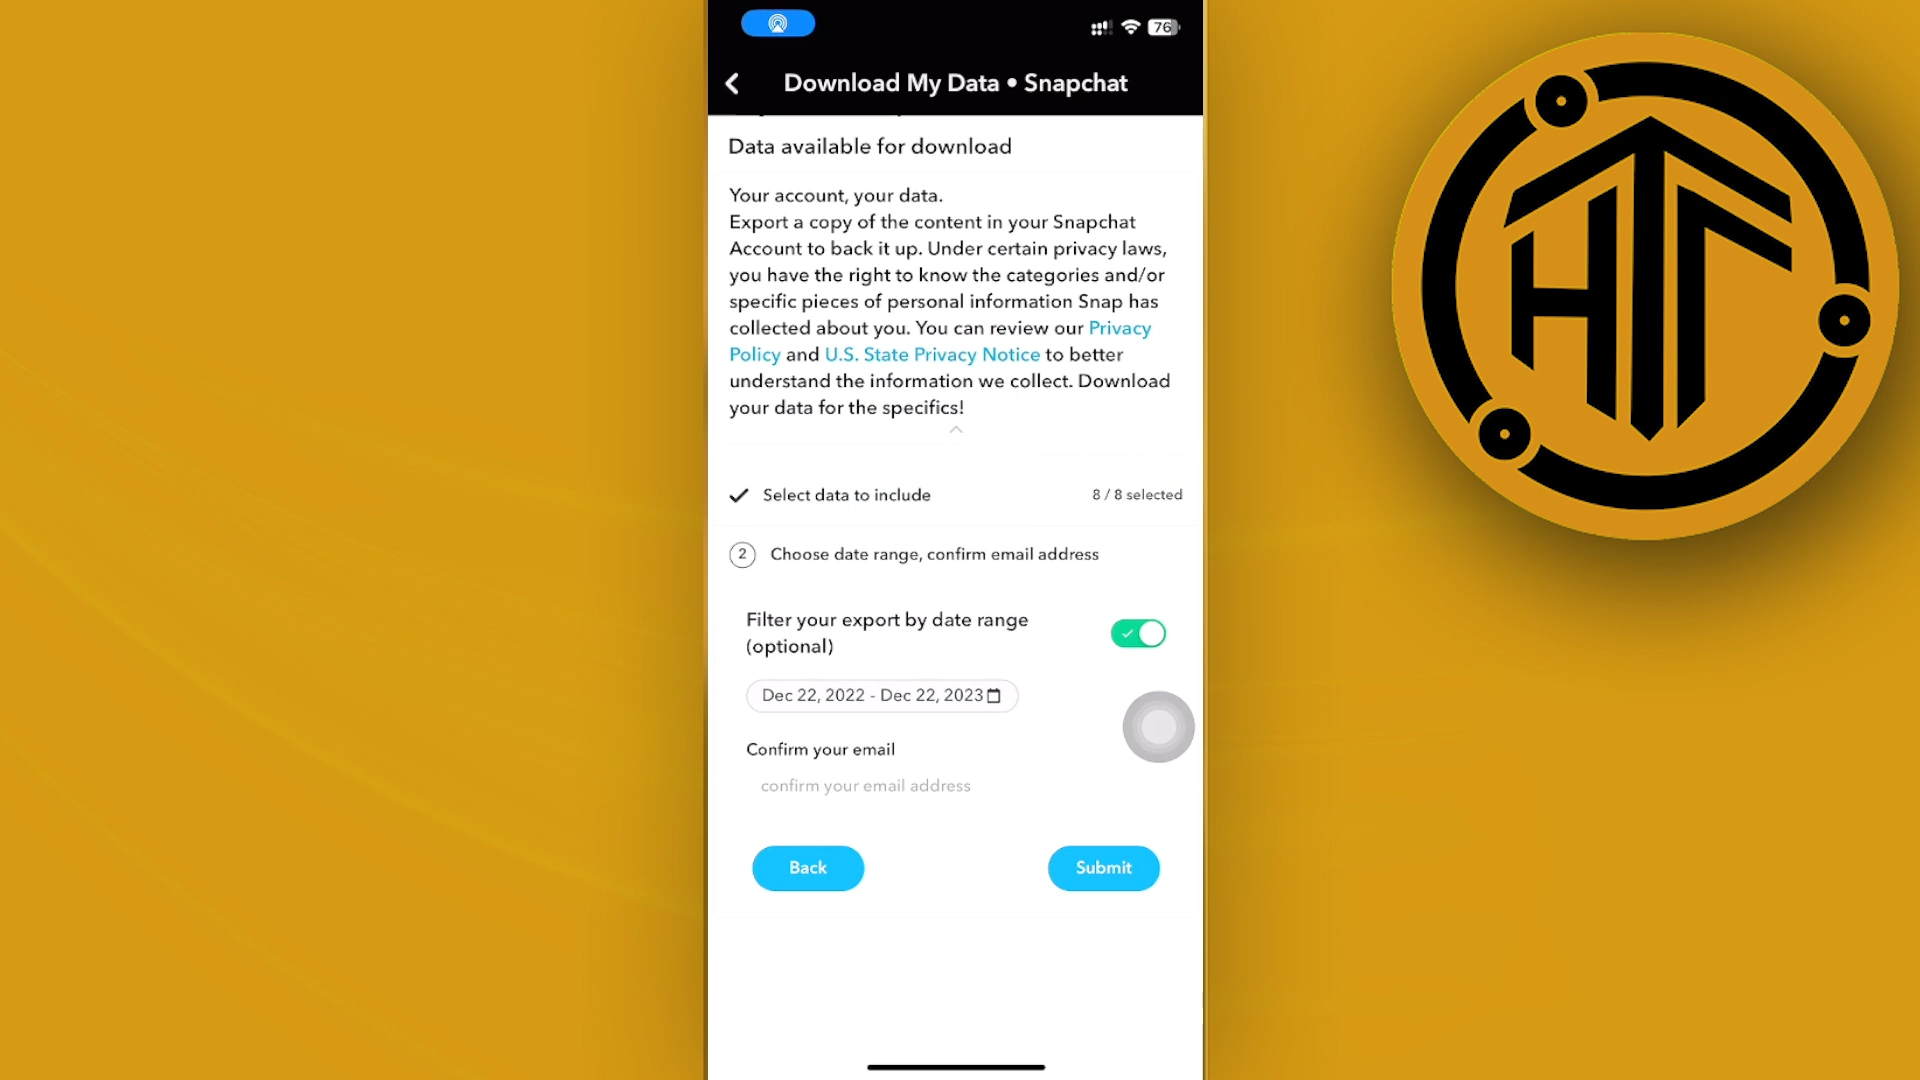 76
Download My Data • Snapchat
Data available for download
Your account, your data.
Export a copy of the content in your Snapchat
Account to back it up. Under certain privacy laws,
you have the right to know the categories and/or
specific pieces of personal information Snap has
collected about you. You can review our Privacy
Policy and U.S. State Privacy Notice to better
understand the information we collect. Download
your data for the specifics!
Select data to include 8 / 8 selected
2 Choose date range, confirm email address
Filter your export by date range
(optional)
Dec 22, 2022 - Dec 22, 2023
Confirm your email
confirm your email address
Back Submit
HT